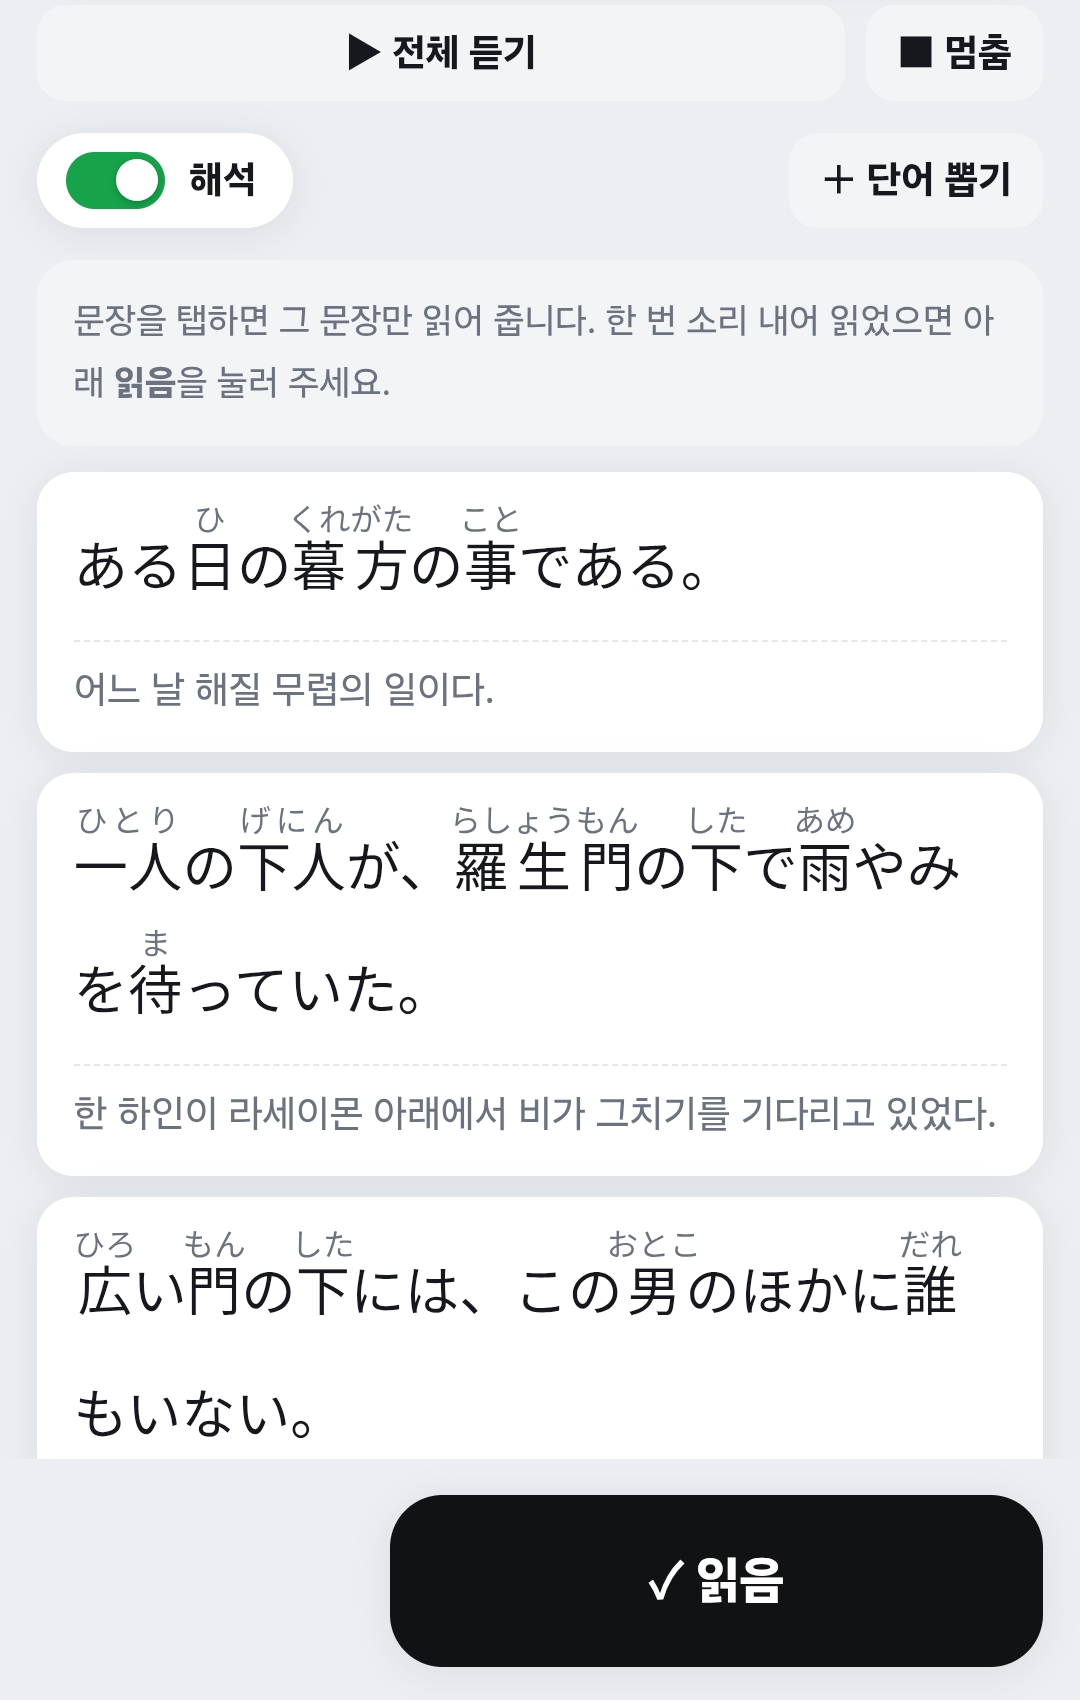 ▶ 전체 듣기
■ 멈춤
해석
+ 단어 뽑기
문장을 탭하면 그 문장만 읽어 줍니다. 한 번 소리 내어 읽었으면 아
래 읽음을 눌러 주세요.
ひ くれがた こと
ある日の暮方の事である。
어느 날 해질 무렵의 일이다.
ひとり げにん らしょうもん した あめ
一人の下人が、羅生門の下で雨やみ
ま
を待っていた。
한 하인이 라세이몬 아래에서 비가 그치기를 기다리고 있었다.
ひろ もん した おとこ だれ
広い門の下には、この男のほかに誰
もいない。
✓ 읽음